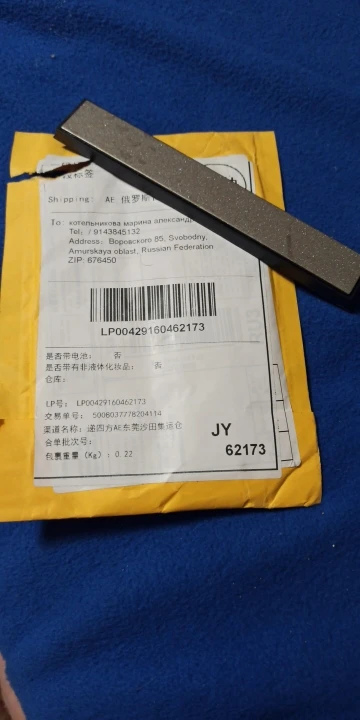 标签
Shipping: AE 俄罗斯
To: котельникова марина александ
Tel. / 9143845132
Address: Воровского 85, Svobodny,
Amurskaya oblast, Russian Federation
ZIP: 676450
LP00429160462173
是否带电池: 否
是否带有非液体化妆品: 否
仓库:
LP号: LP00429160462173
交易单号: 5008037778204114
渠道名称: 递四方AE东莞沙田集运仓
合单批次号:
包裹重量 (Kg): 0.22
JY
62173